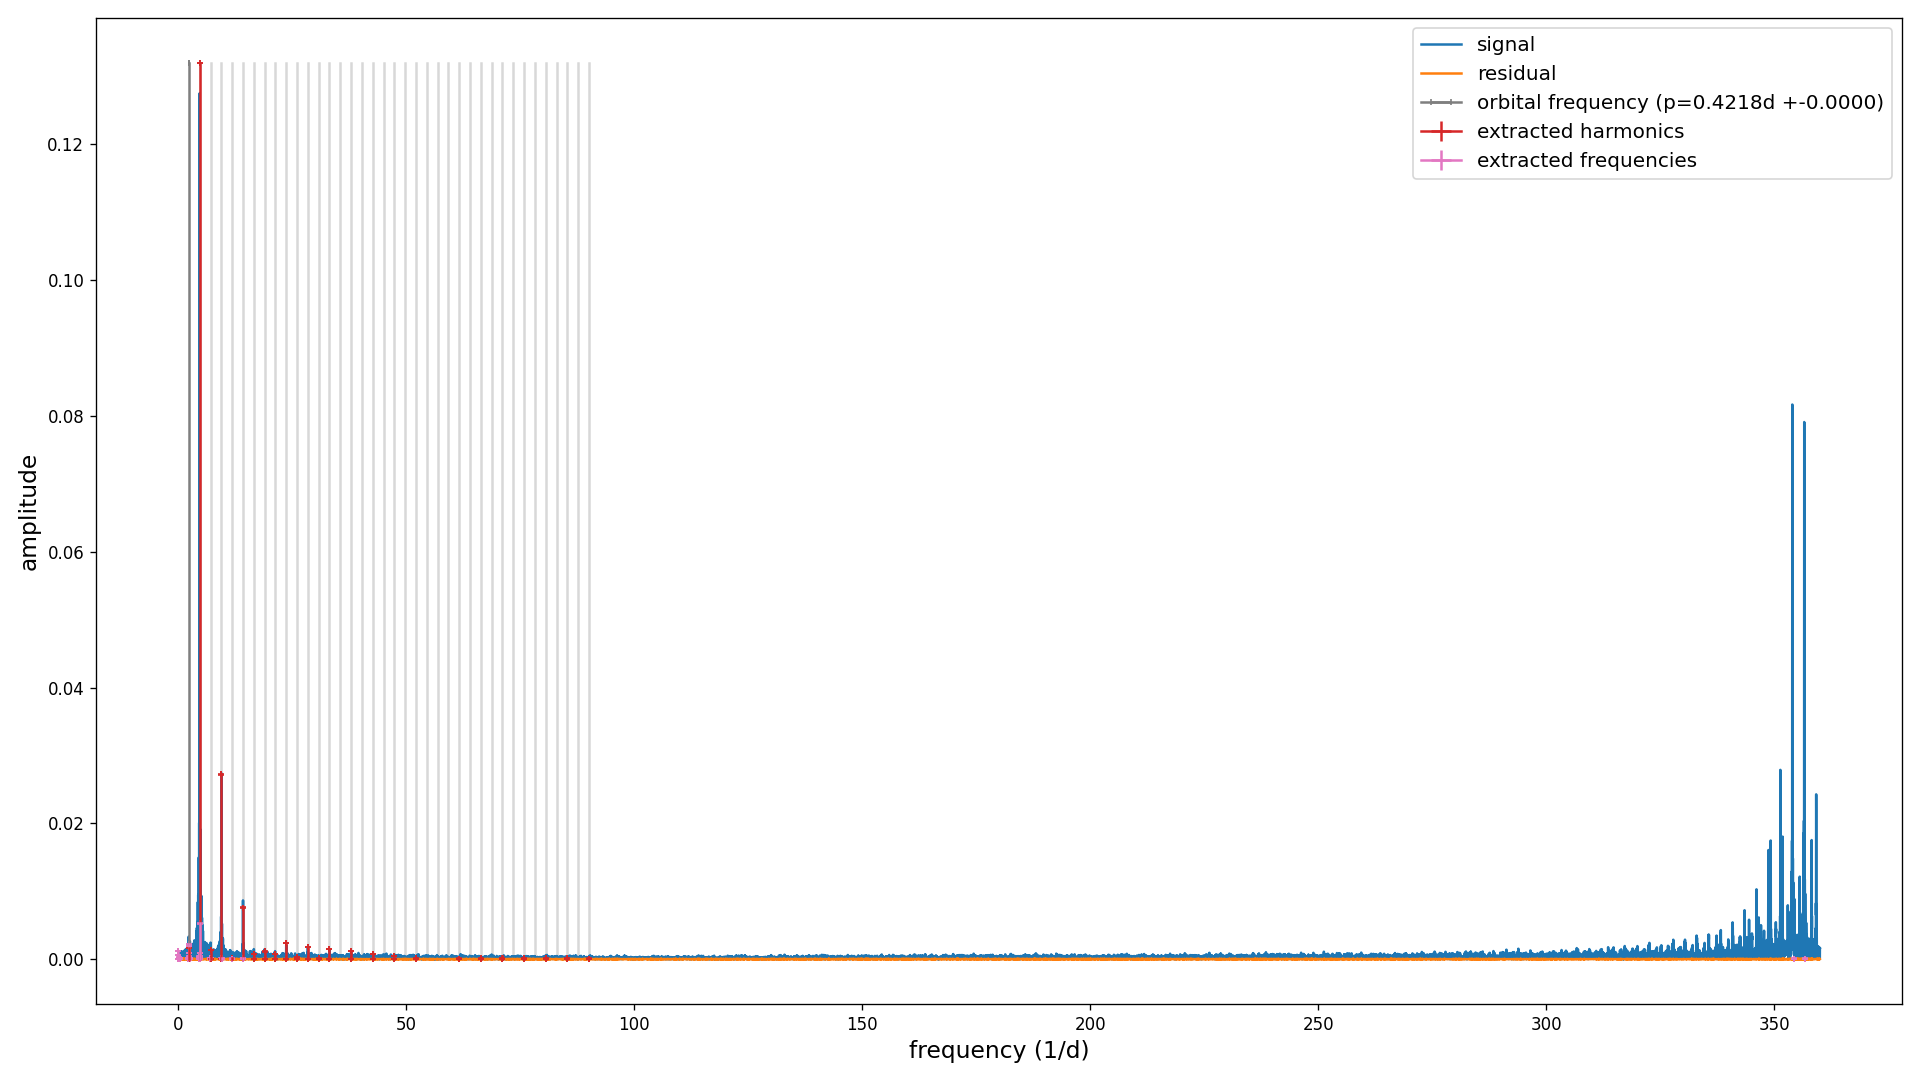 signal
residual
orbital frequency (p=0.4218d +-0.0000)
extracted harmonics
extracted frequencies
amplitude
0.12
0.10
0.08
0.06
0.04
0.02
0.00
0
50
100
150
200
250
300
350
frequency (1/d)